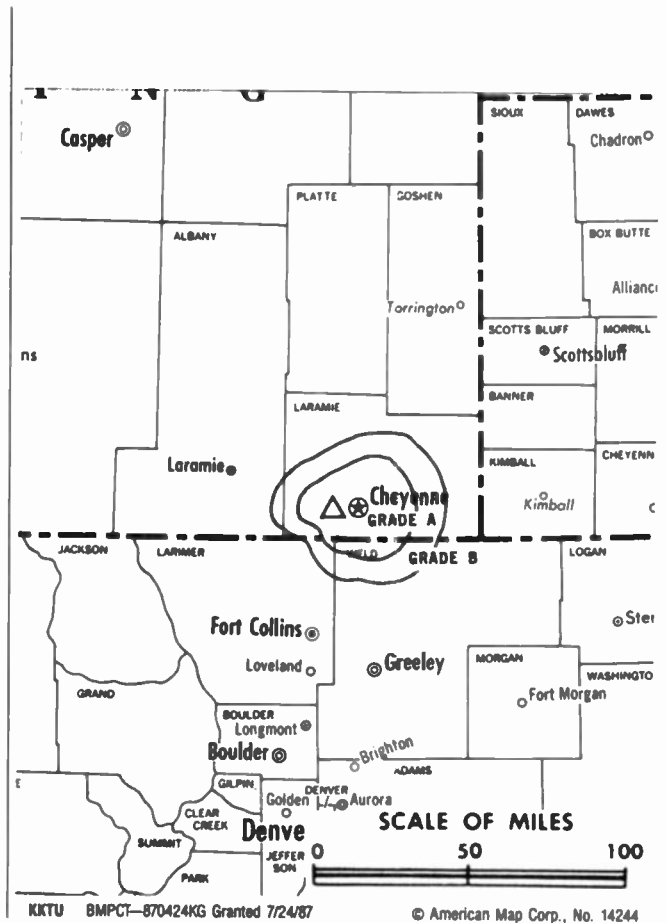 I N G
SIOUX
DAWES
Casper
Chadron
PLATTE
GOSHEN
ALBANY
BOX BUTTE
Allianc
Torrington
SCOTTS BLUFF
MORRILL
ns
Scottsbluff
BANNER
LARAMIE
Laramie
KIMBALL
CHEYENN
Cheyenne
Kimball
GRADE A
JACKSON
LARIMER
WELD
GRADE B
LOGAN
Fort Collins
Ster
Loveland
Greeley
MORGAN
WASHINGTO
GRAND
Fort Morgan
BOULDER
Longmont
Boulder
Brighton
ADAMS
E
GILPIN
DENVER
Golden
Aurora
CLEAR
CREEK
Denve
SCALE OF MILES
SUMMIT
JEFFER
SON
0 50 100
PARK
KKTU BMPCT—870424KG Granted 7/24/87
© American Map Corp., No. 14244